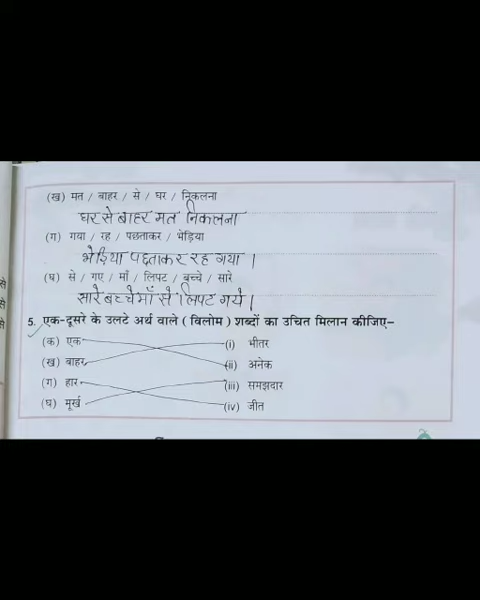 (ख) मत / बाहर / से / घर / निकलना
घर से बाहर मत निकलना
(ग) गया / रह / पछताकर / भेड़िया
भेड़िया पछताकर रह गया ।
(घ) से / गए / माँ / लिपट / बच्चे / सारे
सारे बच्चे माँ से लिपट गये ।
5. एक-दूसरे के उलटे अर्थ वाले ( विलोम ) शब्दों का उचित मिलान कीजिए–
(क) एक (i) भीतर
(ख) बाहर (ii) अनेक
(ग) हार (iii) समझदार
(घ) मूर्ख (iv) जीत